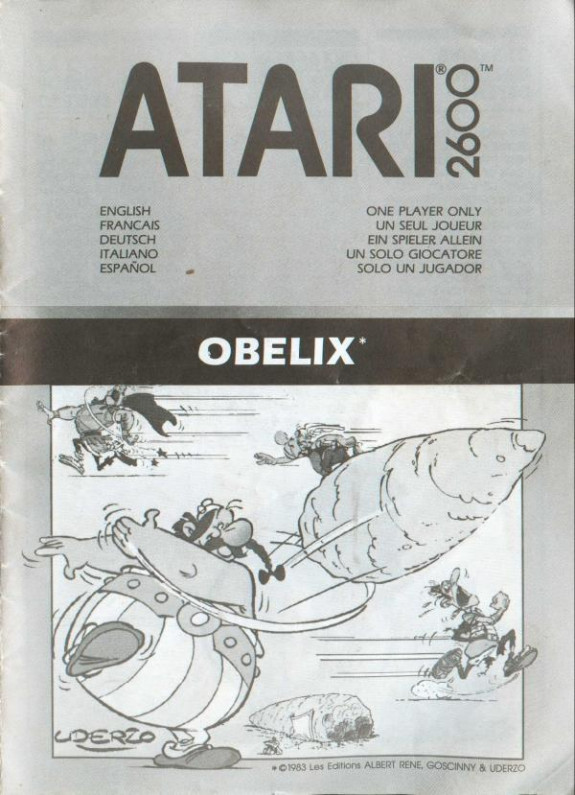 ATARI® 2600™
ENGLISH
FRANCAIS
DEUTSCH
ITALIANO
ESPAÑOL
ONE PLAYER ONLY
UN SEUL JOUEUR
EIN SPIELER ALLEIN
UN SOLO GIOCATORE
SOLO UN JUGADOR
OBELIX*
UDERZO
* ©1983 Les Editions ALBERT RENE, GOSCINNY & UDERZO